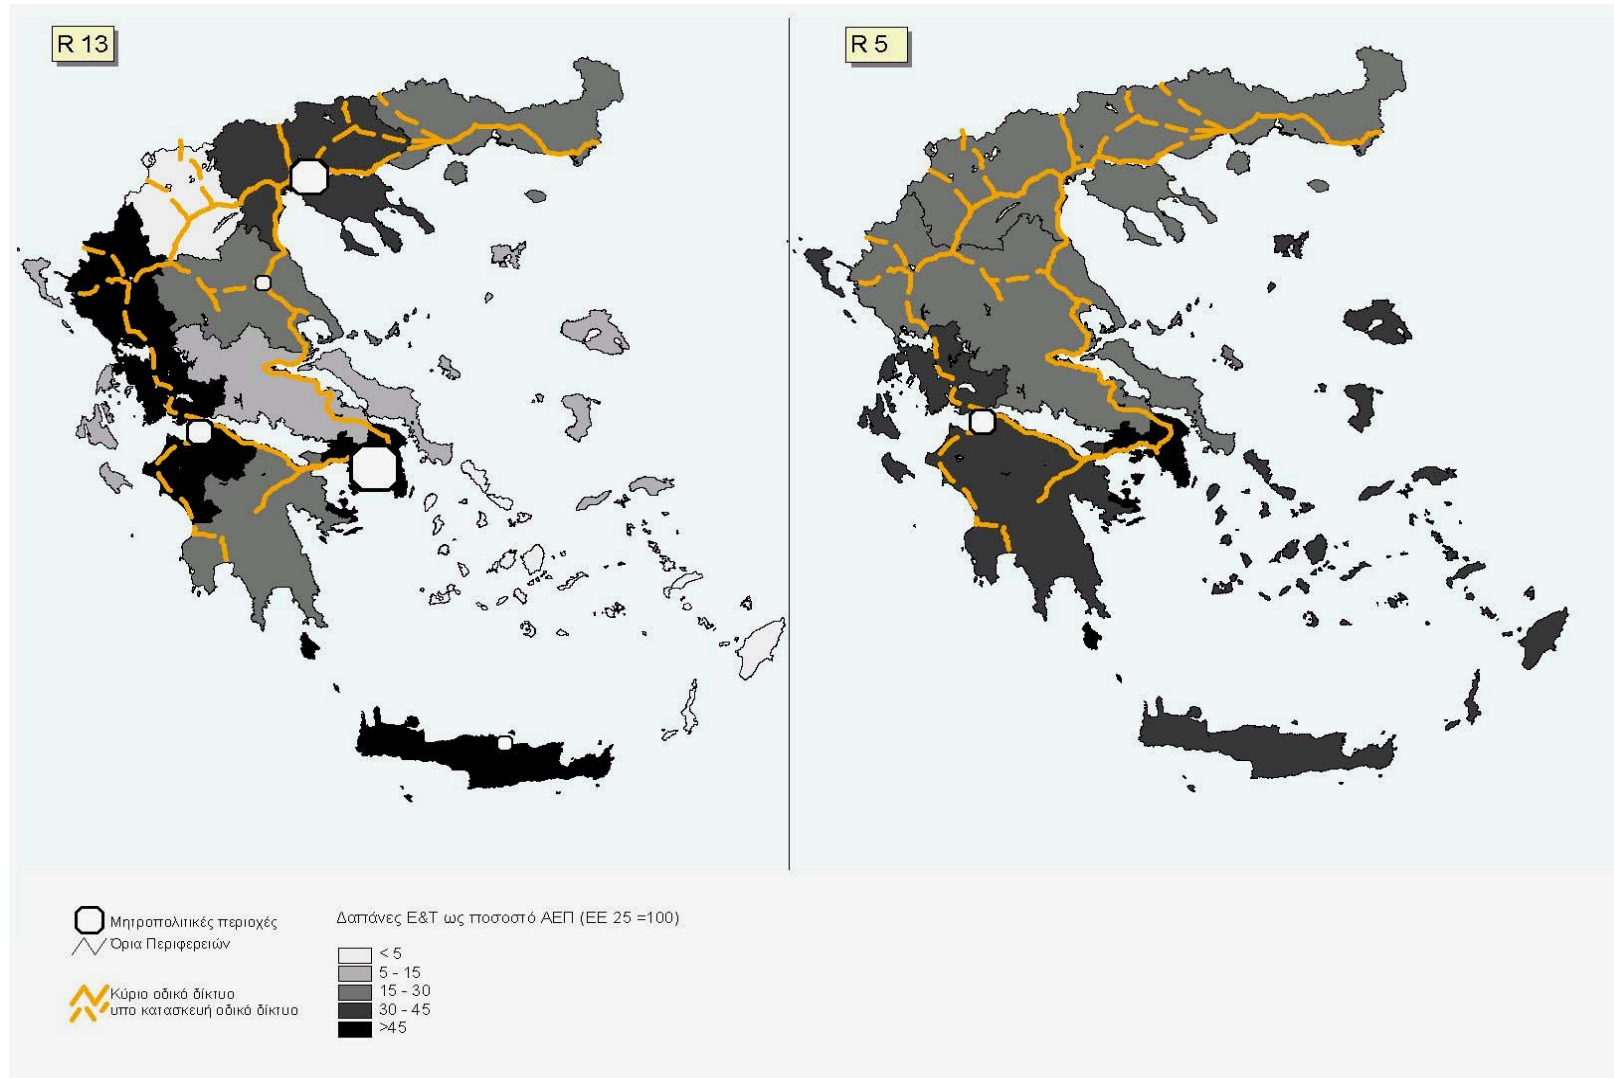 R 13
R 5
Μητροπολιτικές περιοχές
Όρια Περιφερειών
Κύριο οδικό δίκτυο
υπο κατασκευή οδικό δίκτυο
Δαπάνες Ε&Τ ως ποσοστό ΑΕΠ (ΕΕ 25 =100)
< 5
5 - 15
15 - 30
30 - 45
>45